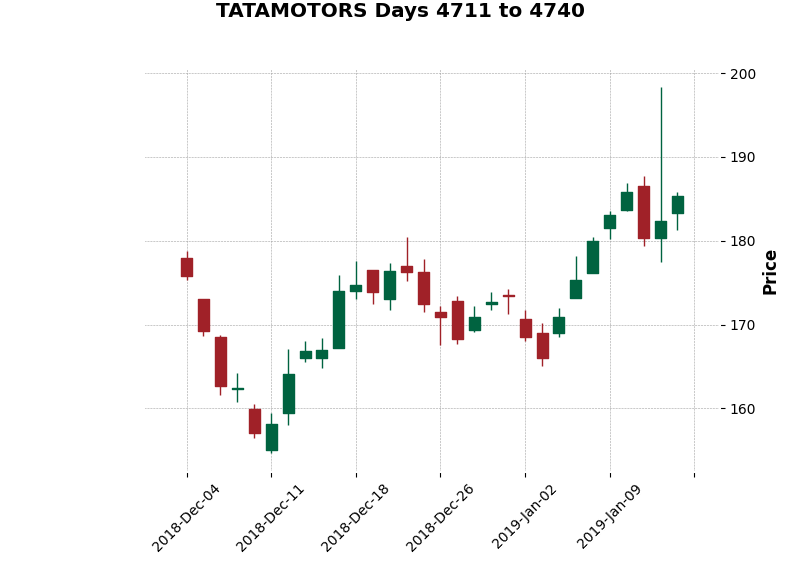 TATAMOTORS Days 4711 to 4740
200
190
180
170
160
Price
2018-Dec-04
2018-Dec-11
2018-Dec-18
2018-Dec-26
2019-Jan-02
2019-Jan-09